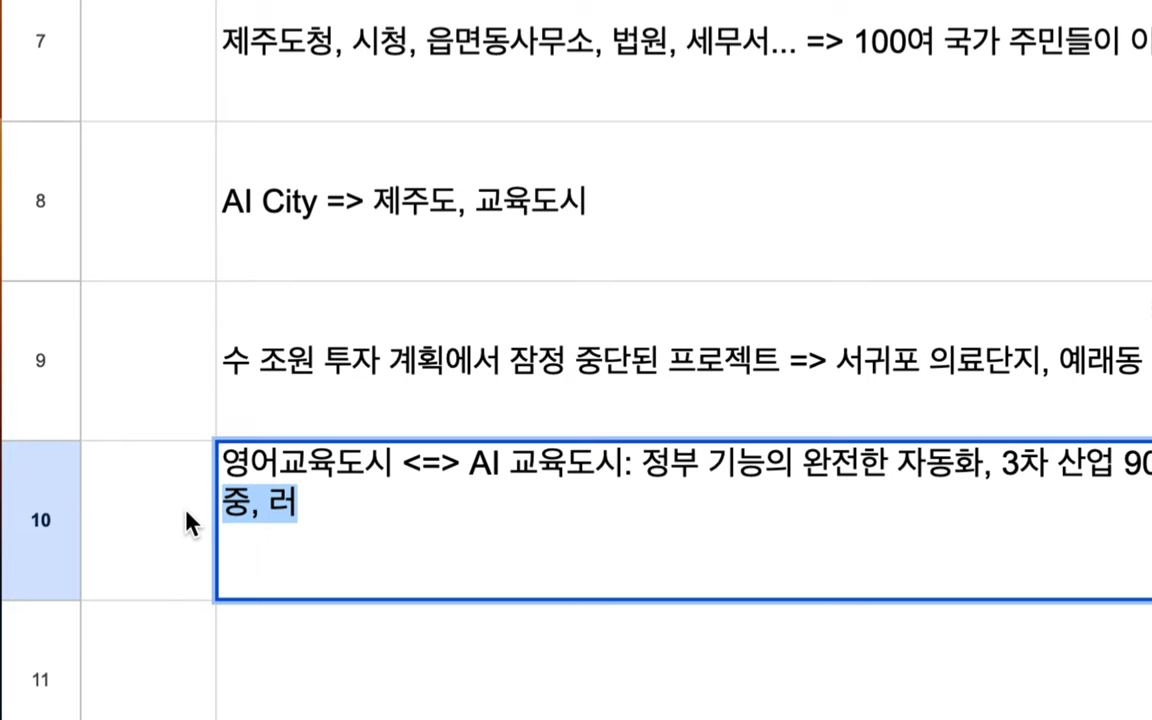 7
제주도청, 시청, 읍면동사무소, 법원, 세무서... => 100여 국가 주민들이
8
AI City => 제주도, 교육도시
9
수 조원 투자 계획에서 잠정 중단된 프로젝트 => 서귀포 의료단지, 예래동
10
영어교육도시 <=> AI 교육도시: 정부 기능의 완전한 자동화, 3차 산업
중, 러
11